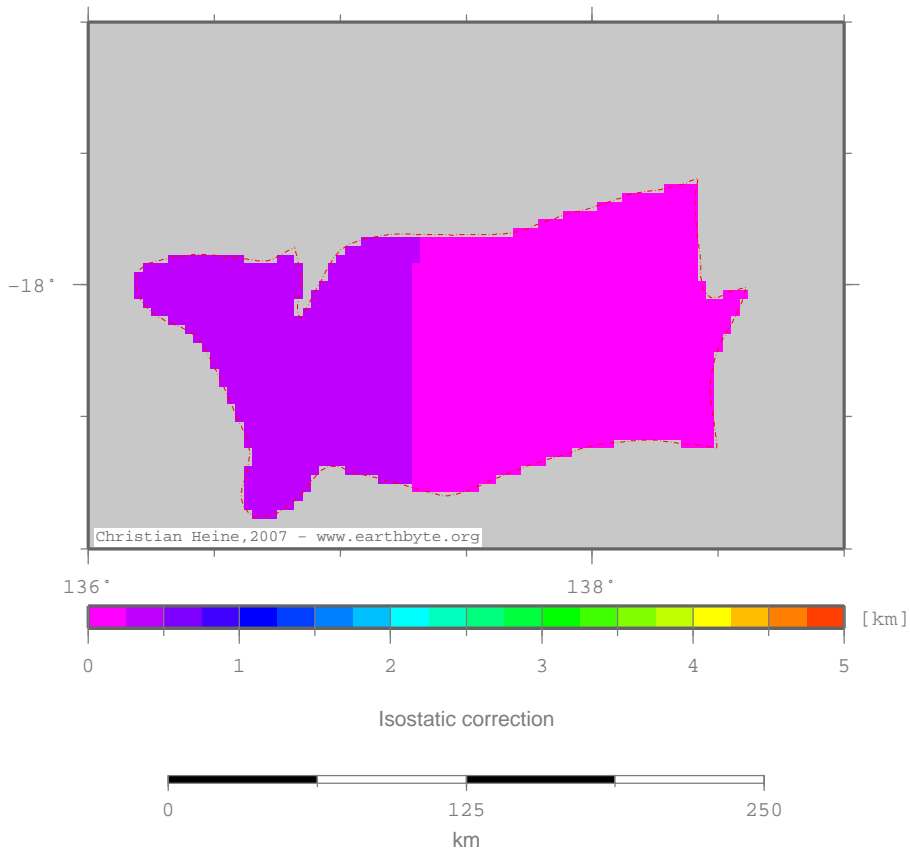 -18°
Christian Heine,2007 - www.earthbyte.org
136° 138°
[km]
0 1 2 3 4 5
Isostatic correction
0 125 250
km